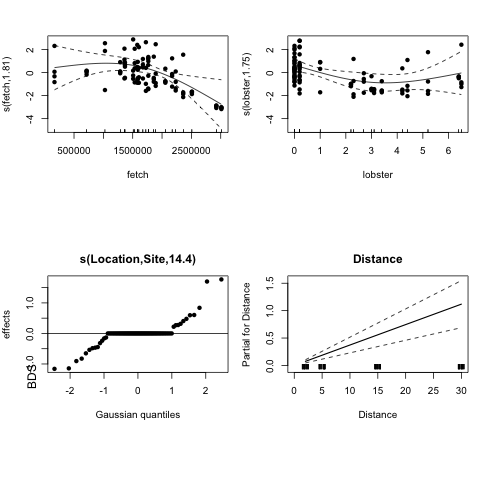 s(fetch,1.81)
2
0
-2
-4
500000 1500000 2500000
fetch
s(lobster,1.75)
2
0
-2
-4
0 1 2 3 4 5 6
lobster
s(Location,Site,14.4)
effects
1.0
0.0
-1.0
BDS
-2 -1 0 1 2
Gaussian quantiles
Distance
Partial for Distance
1.5
1.0
0.5
0.0
0 5 10 15 20 25 30
Distance